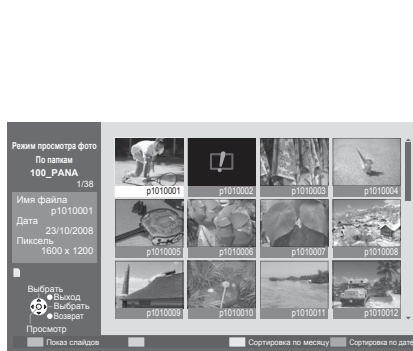 Режим просмотра фото
По папкам
100_PANA
1/38
Имя файла
p1010001
Дата
23/10/2008
Пиксель
1600 x 1200
Выбрать
Выход
Выбрать
Возврат
Просмотр
p1010001 p1010002 p1010003 p1010004
p1010005 p1010006 p1010007 p1010008
p1010009 p1010010 p1010011 p1010012
Показ слайдов Сортировка по месяцу Сортировка по дате